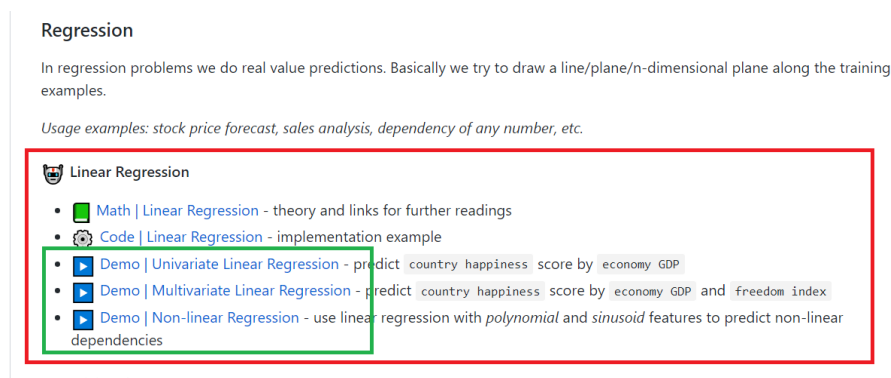 Regression
In regression problems we do real value predictions. Basically we try to draw a line/plane/n-dimensional plane along the training
examples.
Usage examples: stock price forecast, sales analysis, dependency of any number, etc.
Linear Regression
Math | Linear Regression - theory and links for further readings
Code | Linear Regression - implementation example
Demo | Univariate Linear Regression - predict country happiness score by economy GDP
Demo | Multivariate Linear Regression - predict country happiness score by economy GDP and freedom index
Demo | Non-linear Regression - use linear regression with polynomial and sinusoid features to predict non-linear
dependencies